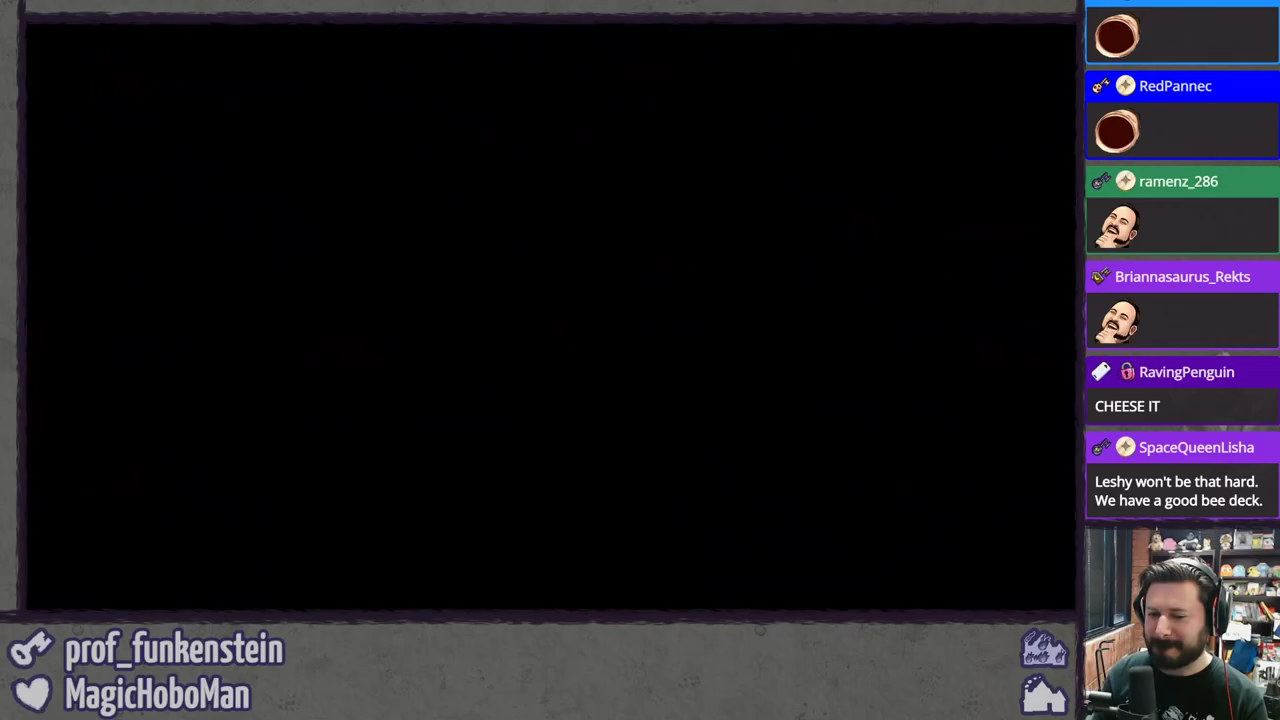 RedPannec
ramenz_286
Briannasaurus_Rekts
RavingPenguin
CHEESE IT
SpaceQueenLisha
Leshy won't be that hard.
We have a good bee deck.
prof_funkenstein
MagicHoboMan